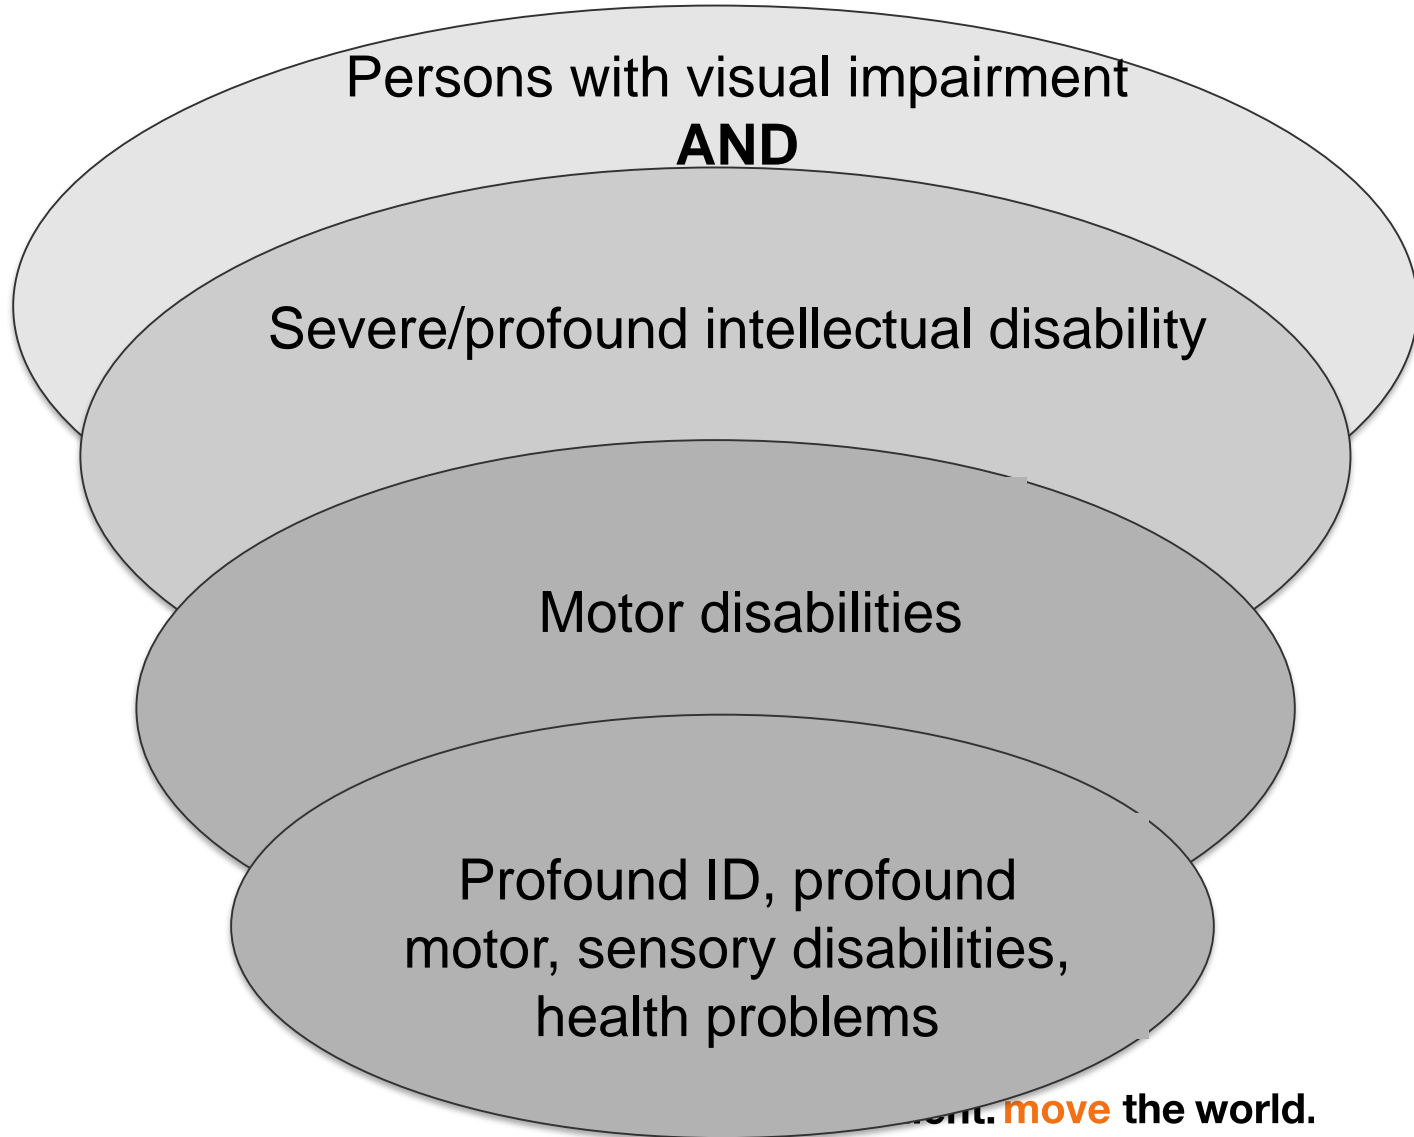 Persons with visual impairment
AND
Severe/profound intellectual disability
Motor disabilities
Profound ID, profound
motor, sensory disabilities,
health problems
move the world.